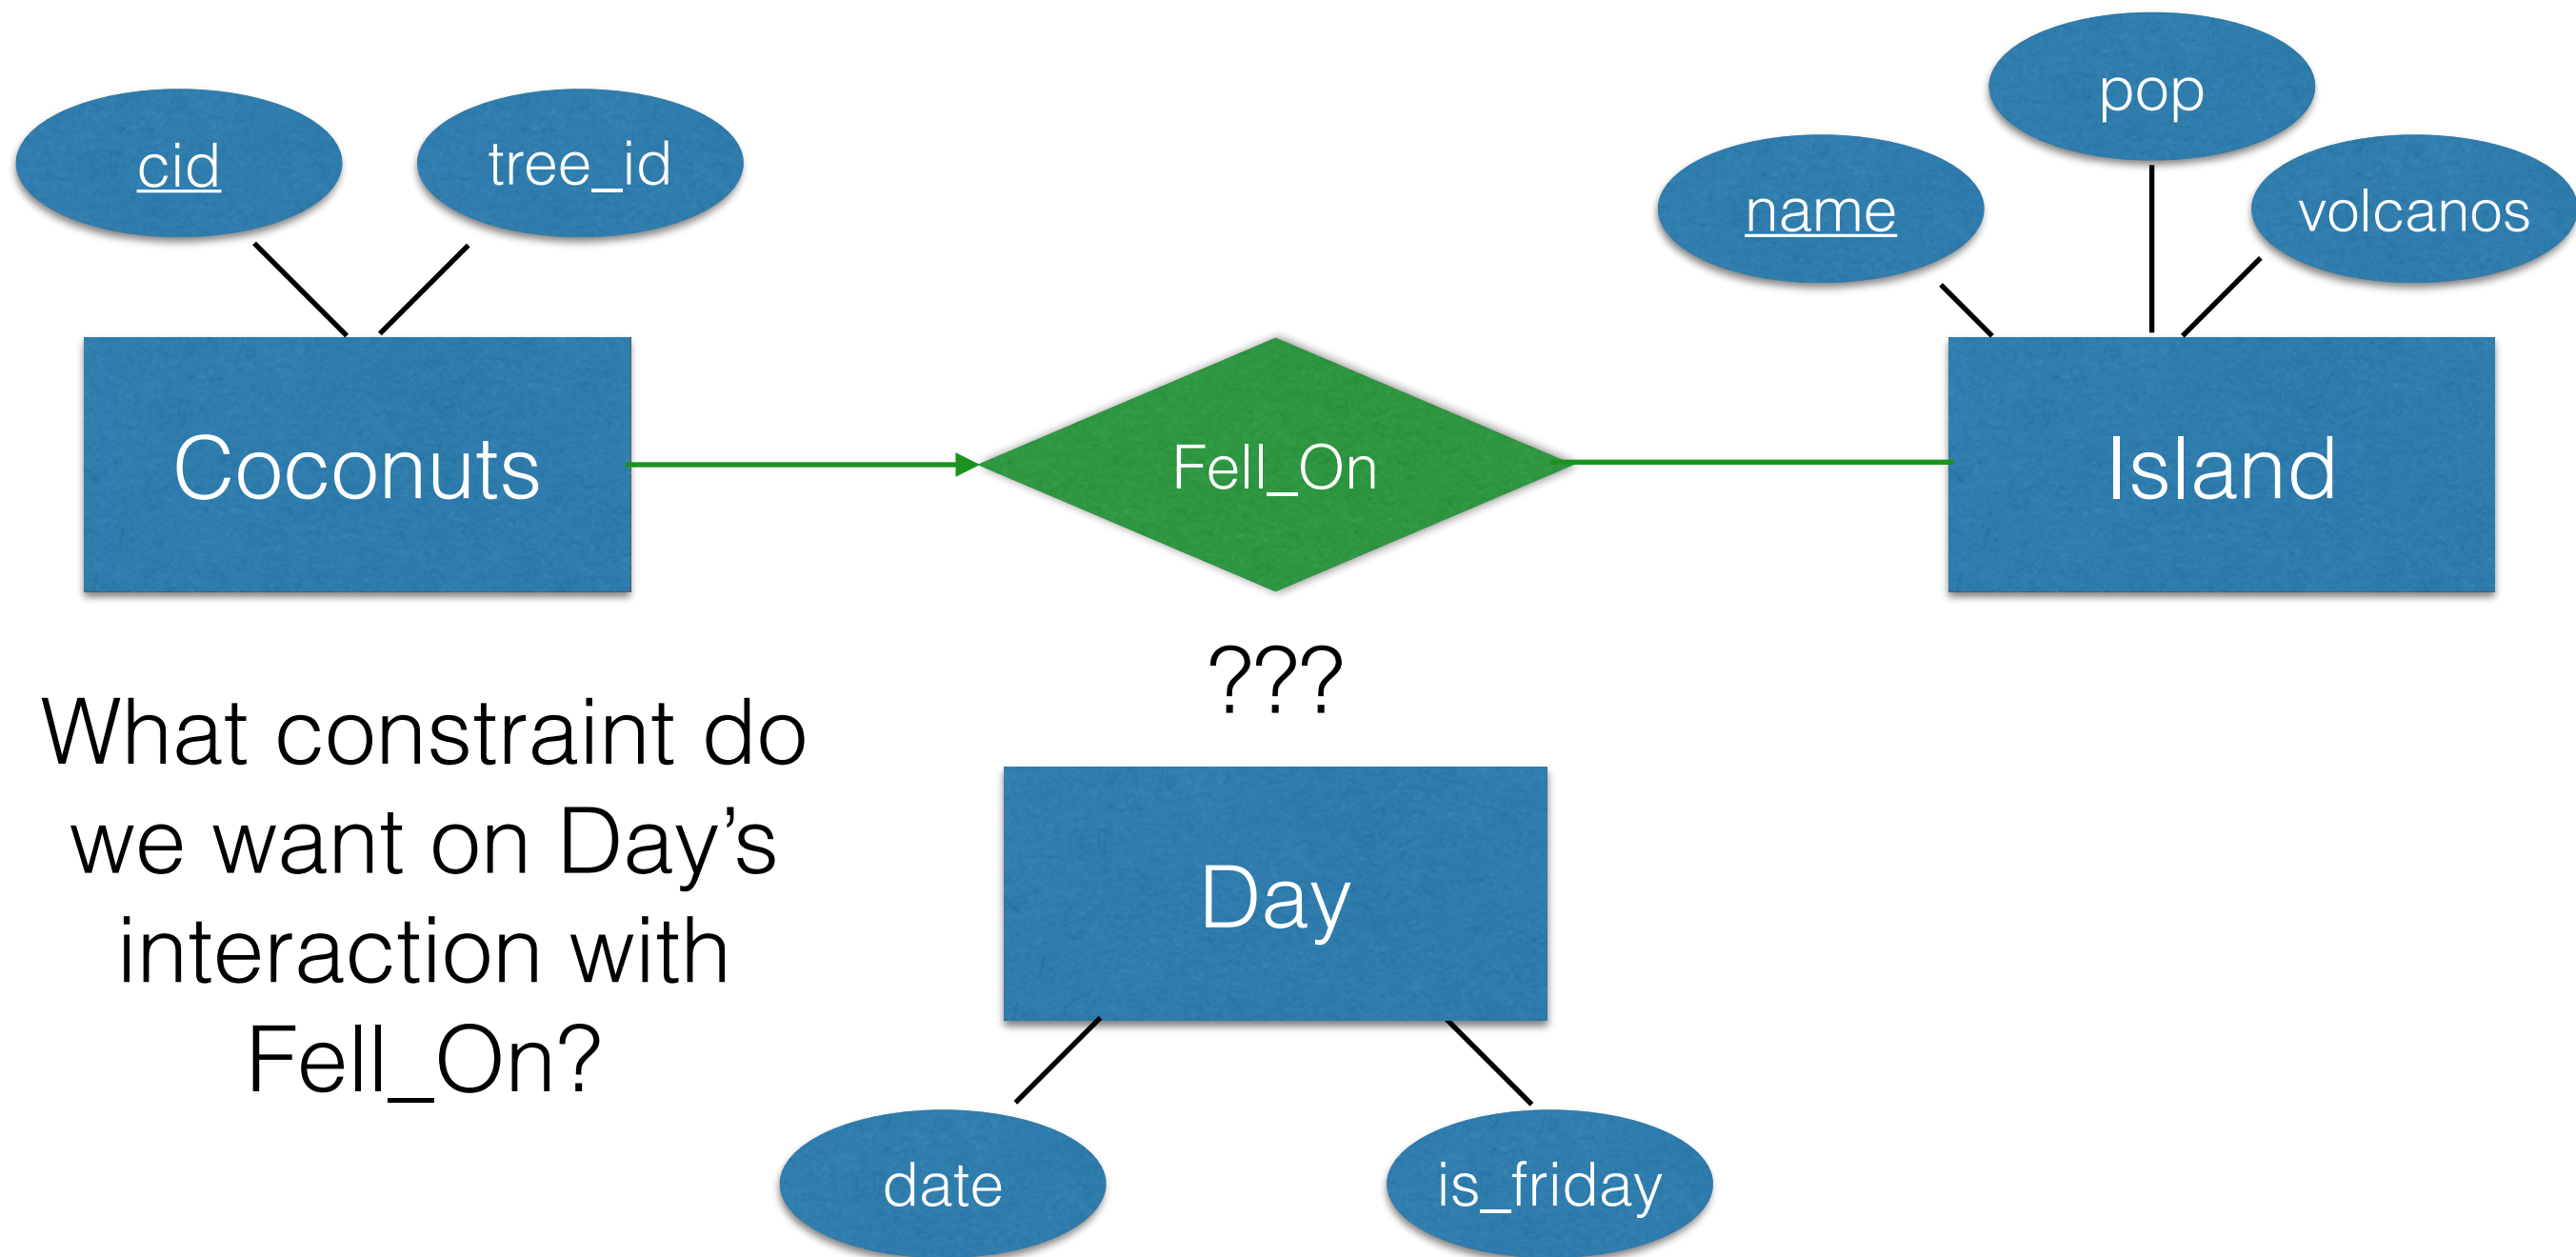 pop
cid
tree_id
name
volcanos
Coconuts
Fell_On
Island
???
What constraint do
we want on Day’s
interaction with
Fell_On?
Day
date
is_friday